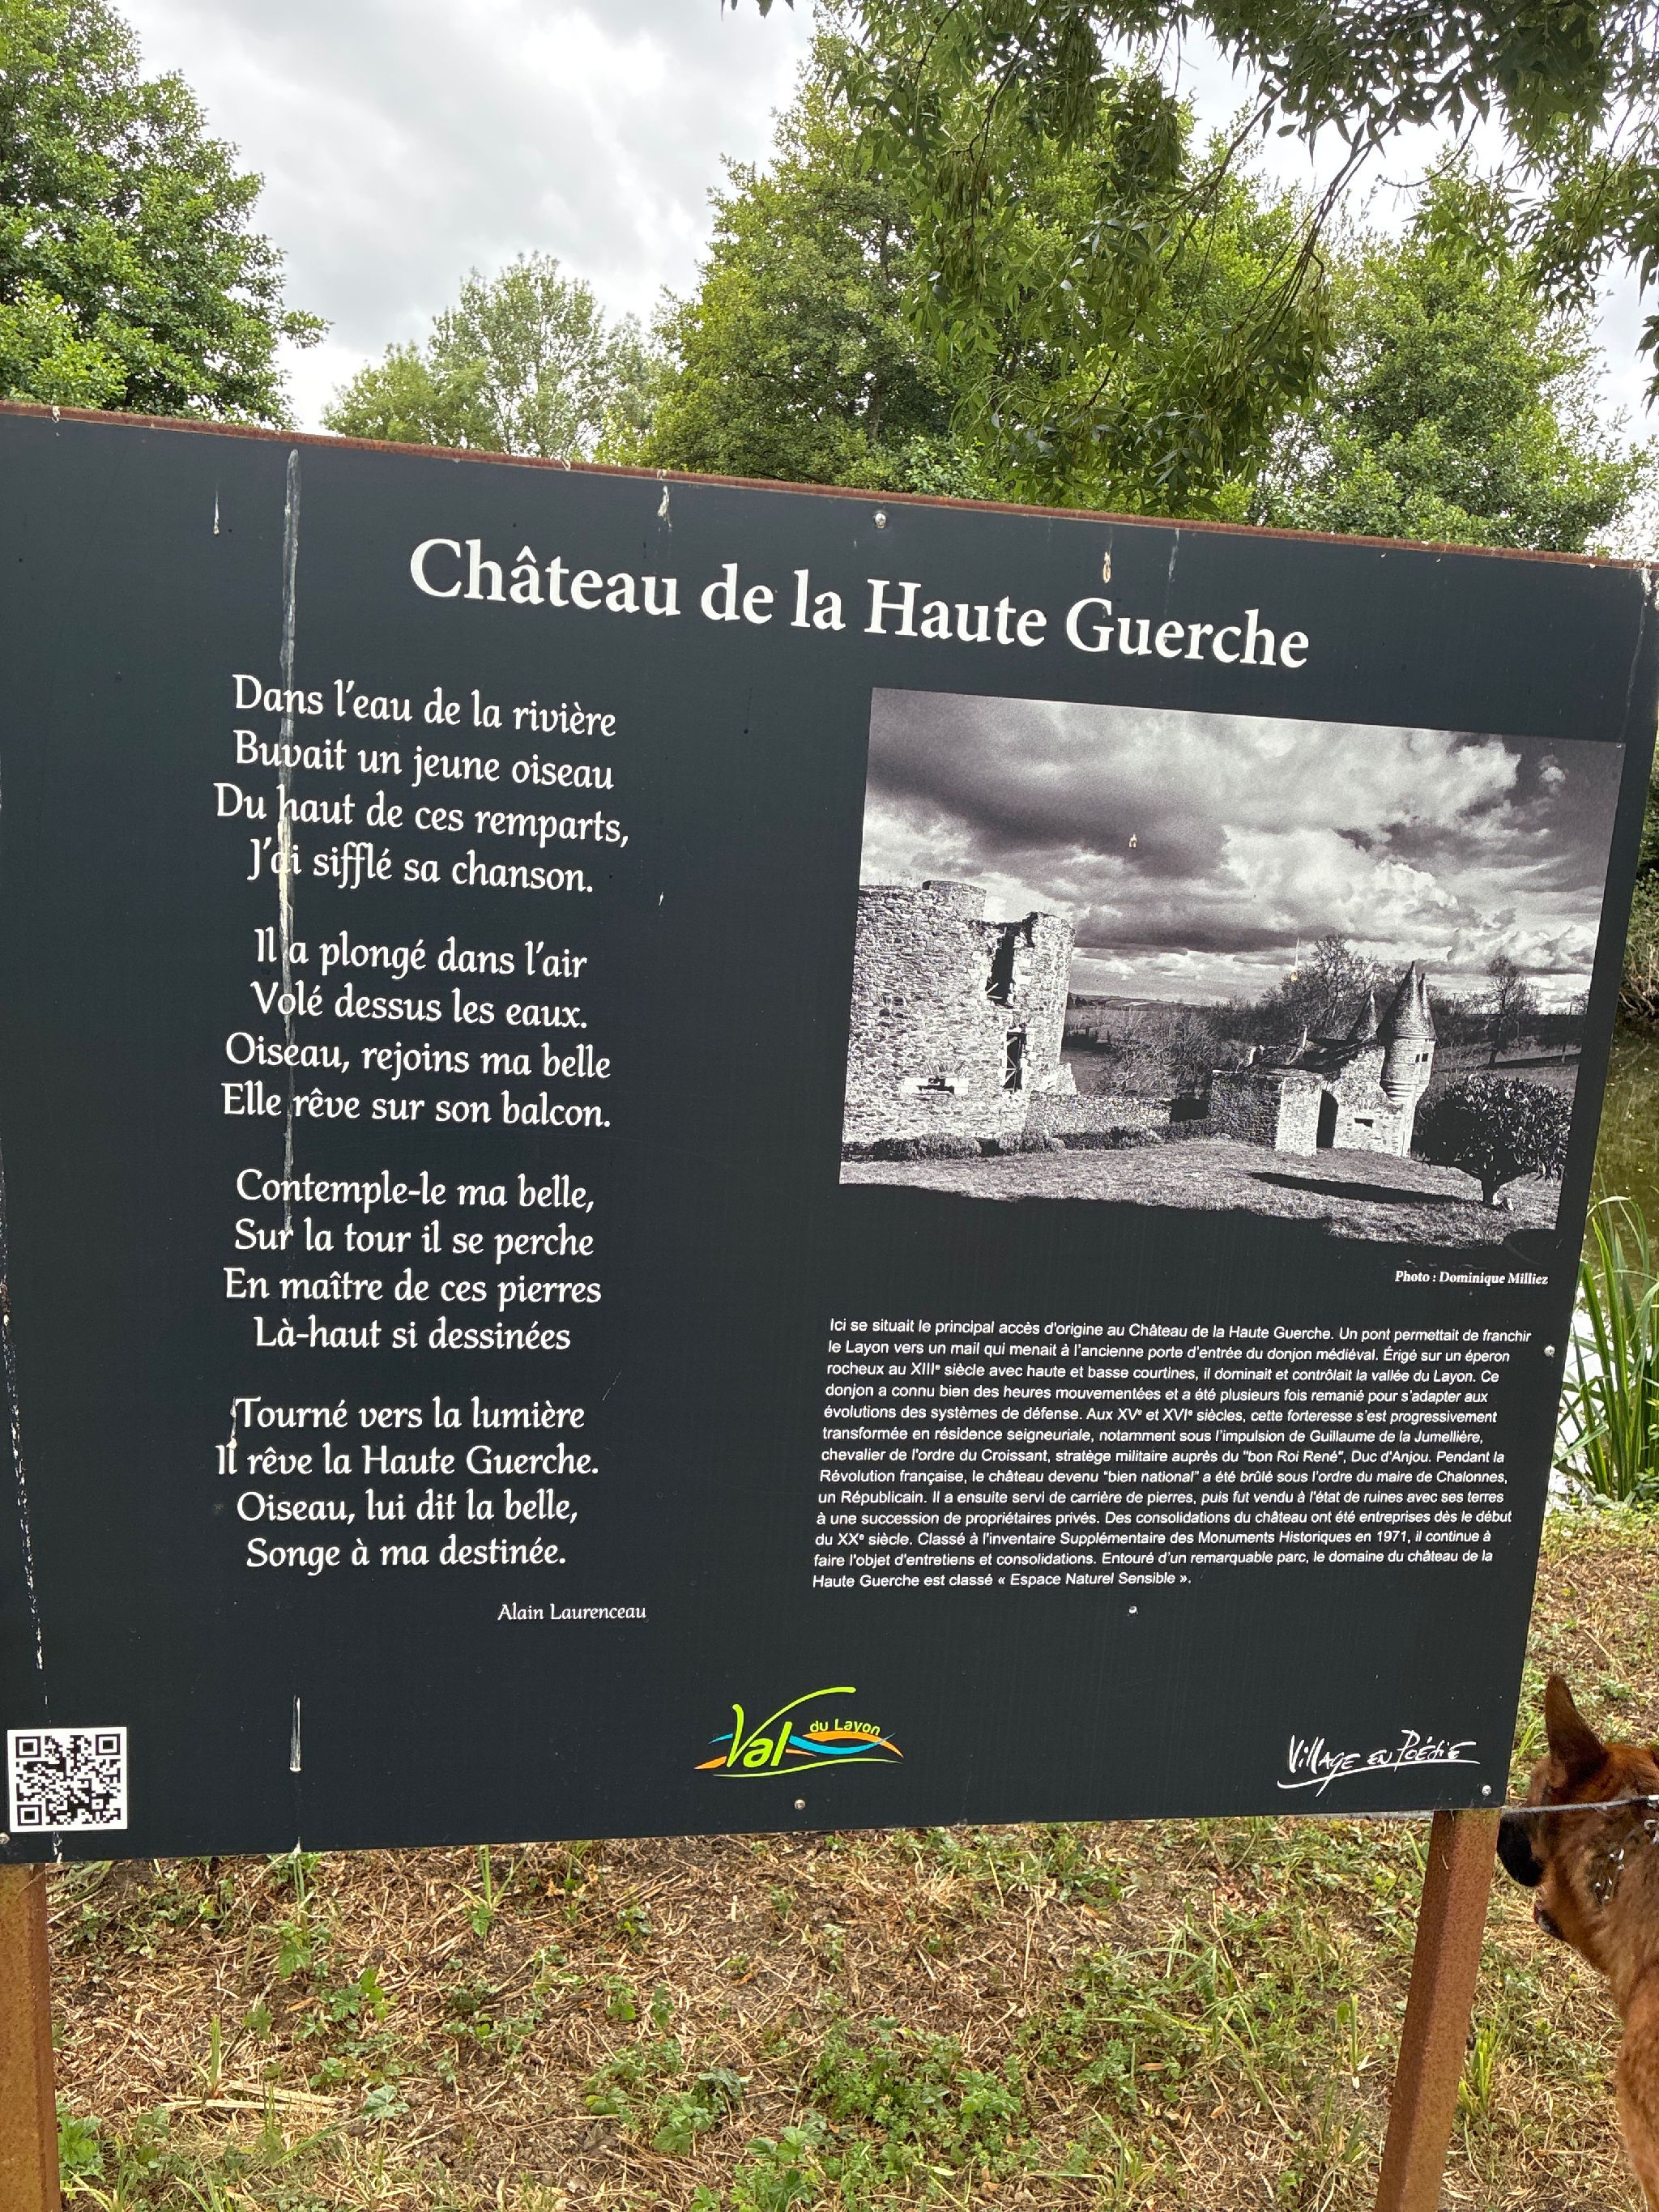 Château de la Haute Guerche
Dans l'eau de la rivière
Buvait un jeune oiseau
Du haut de ces remparts,
J'ai sifflé sa chanson.
Il a plongé dans l'air
Volé dessus les eaux.
Oiseau, rejoins ma belle
Elle rêve sur son balcon.
Contemple-le ma belle,
Sur la tour il se perche
En maître de ces pierres
Là-haut si dessinées
Tourné vers la lumière
Il rêve la Haute Guerche.
Oiseau, lui dit la belle,
Songe à ma destinée.
Alain Laurenceau
Photo : Dominique Milliez
Ici se situait le principal accès d'origine au Château de la Haute Guerche. Un pont permettait de franchir
le Layon vers un mail qui menait à l'ancienne porte d'entrée du donjon médiéval. Érigé sur un éperon
rocheux au XIIIe siècle avec haute et basse courtines, il dominait et contrôlait la vallée du Layon. Ce
donjon a connu bien des heures mouvementées et a été plusieurs fois remanié pour s'adapter aux
évolutions des systèmes de défense. Aux XVe et XVIe siècles, cette forteresse s'est progressivement
transformée en résidence seigneuriale, notamment sous l'impulsion de Guillaume de la Jumellière,
chevalier de l'ordre du Croissant, stratège militaire auprès du "bon Roi René", Duc d'Anjou. Pendant la
Révolution française, le château devenu "bien national" a été brûlé sous l'ordre du maire de Chalonnes,
un Républicain. Il a ensuite servi de carrière de pierres, puis fut vendu à l'état de ruines avec ses terres
à une succession de propriétaires privés. Des consolidations du château ont été entreprises dès le début
du XXe siècle. Classé à l'inventaire Supplémentaire des Monuments Historiques en 1971, il continue à
faire l'objet d'entretiens et consolidations. Entouré d'un remarquable parc, le domaine du château de la
Haute Guerche est classé « Espace Naturel Sensible ».
Val du Layon
Village en Poésie